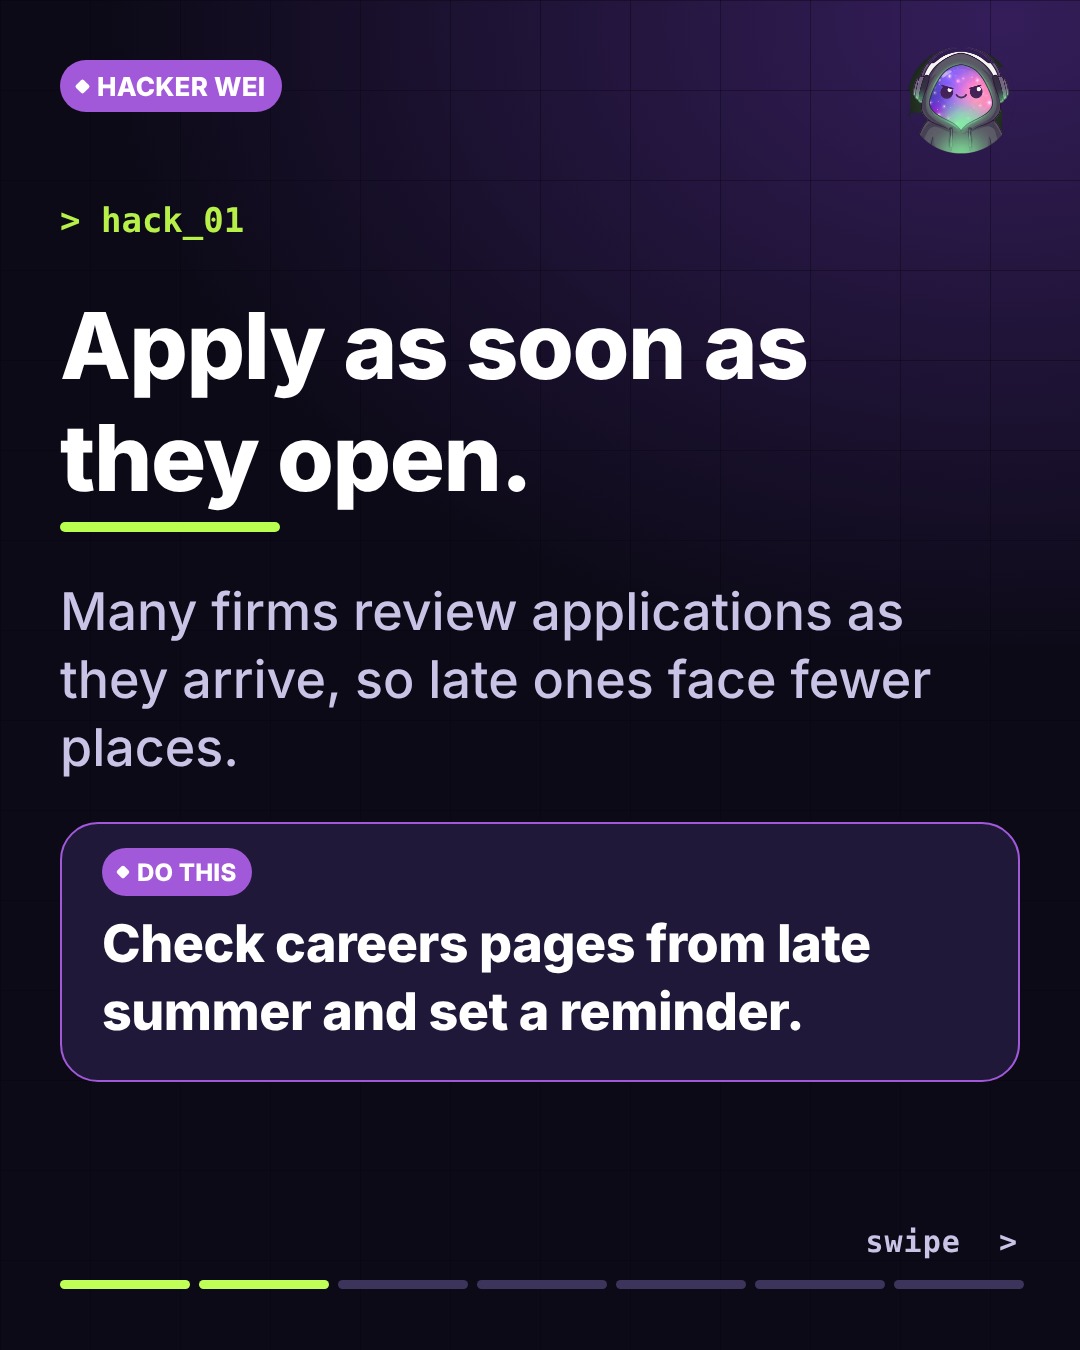 HACKER WEI
> hack_01
Apply as soon as
they open.
Many firms review applications as
they arrive, so late ones face fewer
places.
DO THIS
Check careers pages from late
summer and set a reminder.
swipe >